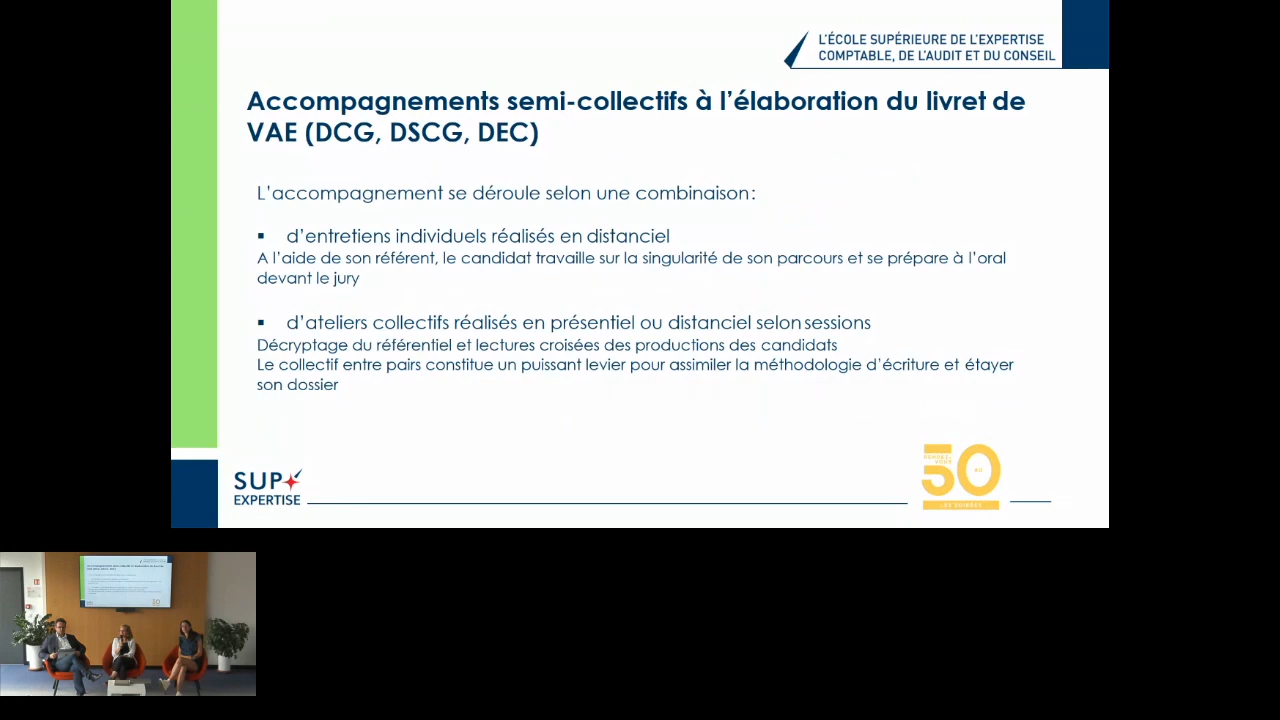 L'ÉCOLE SUPÉRIEURE DE L'EXPERTISE
COMPTABLE, DE L'AUDIT ET DU CONSEIL
Accompagnements semi-collectifs à l'élaboration du livret de
VAE (DCG, DSCG, DEC)
L'accompagnement se déroule selon une combinaison :
▪ d'entretiens individuels réalisés en distanciel
A l'aide de son référent, le candidat travaille sur la singularité de son parcours et se prépare à l'oral
devant le jury
▪ d'ateliers collectifs réalisés en présentiel ou distanciel selon sessions
Décryptage du référentiel et lectures croisées des productions des candidats
Le collectif entre pairs constitue un puissant levier pour assimiler la méthodologie d'écriture et étayer
son dossier
SUP
EXPERTISE
50